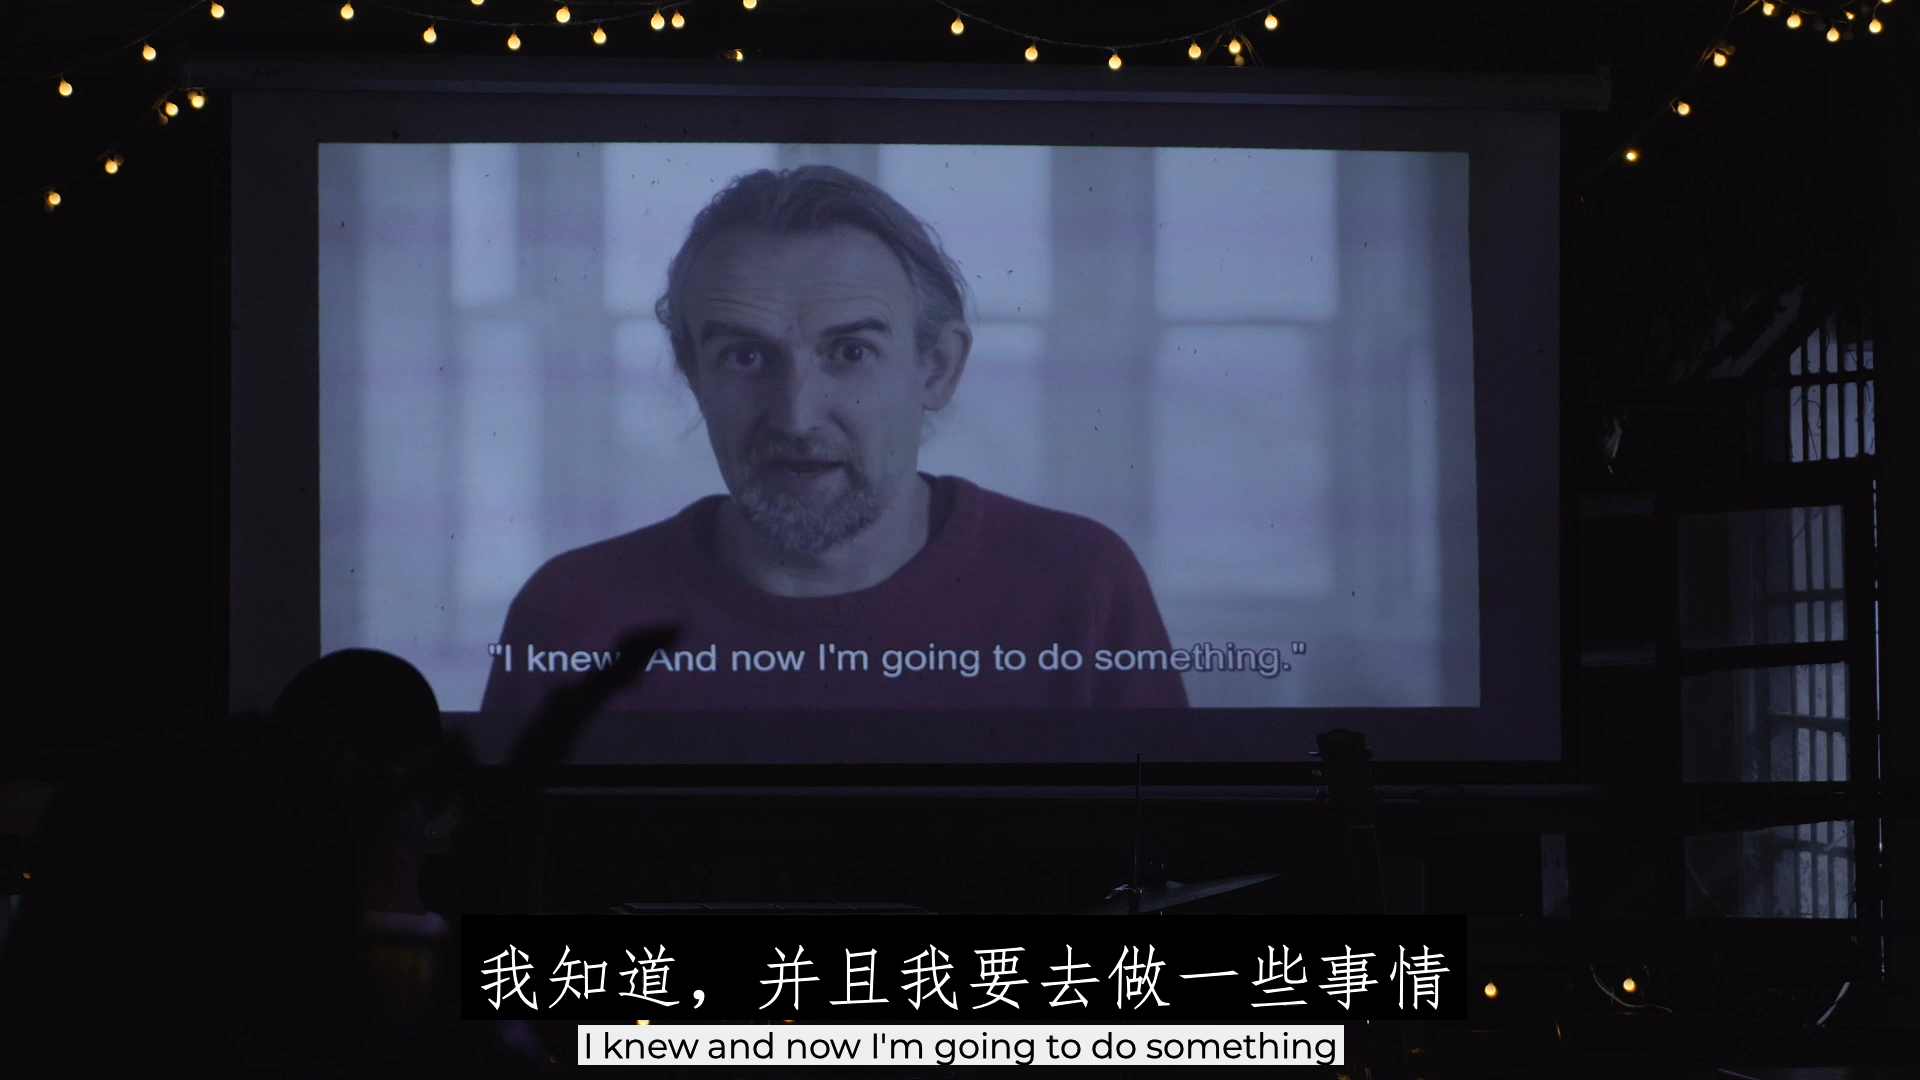 "I knew. And now I'm going to do something."
我知道，并且我要去做一些事情
I knew and now I'm going to do something